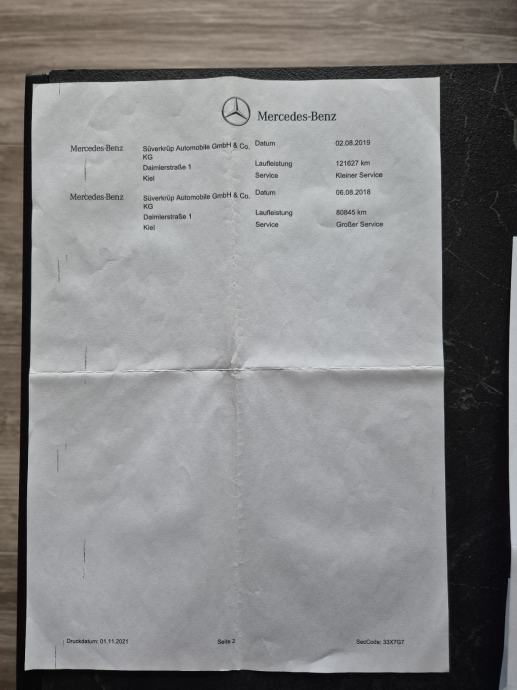 Mercedes-Benz
Mercedes-Benz Süverkrüp Automobile GmbH & Co. Datum 02.08.2019
KG
Daimlerstraße 1 Laufleistung 121627 km
Kiel Service Kleiner Service
Mercedes-Benz Süverkrüp Automobile GmbH & Co. Datum 06.08.2018
KG
Daimlerstraße 1 Laufleistung 80845 km
Kiel Service Großer Service
Druckdatum: 01.11.2021 Seite 2 SecCode: 33X7G7